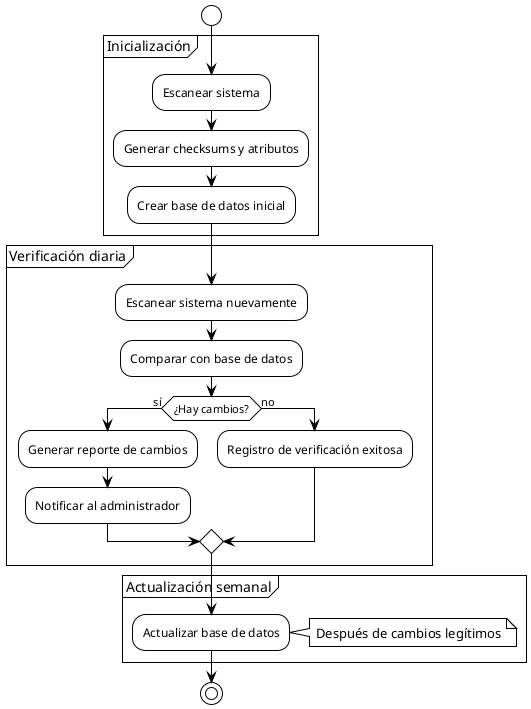 Inicialización
Escanear sistema
Generar checksums y atributos
Crear base de datos inicial
Verificación diaria
Escanear sistema nuevamente
Comparar con base de datos
sí
¿Hay cambios?
no
Generar reporte de cambios
Registro de verificación exitosa
Notificar al administrador
Actualización semanal
Actualizar base de datos
Después de cambios legítimos